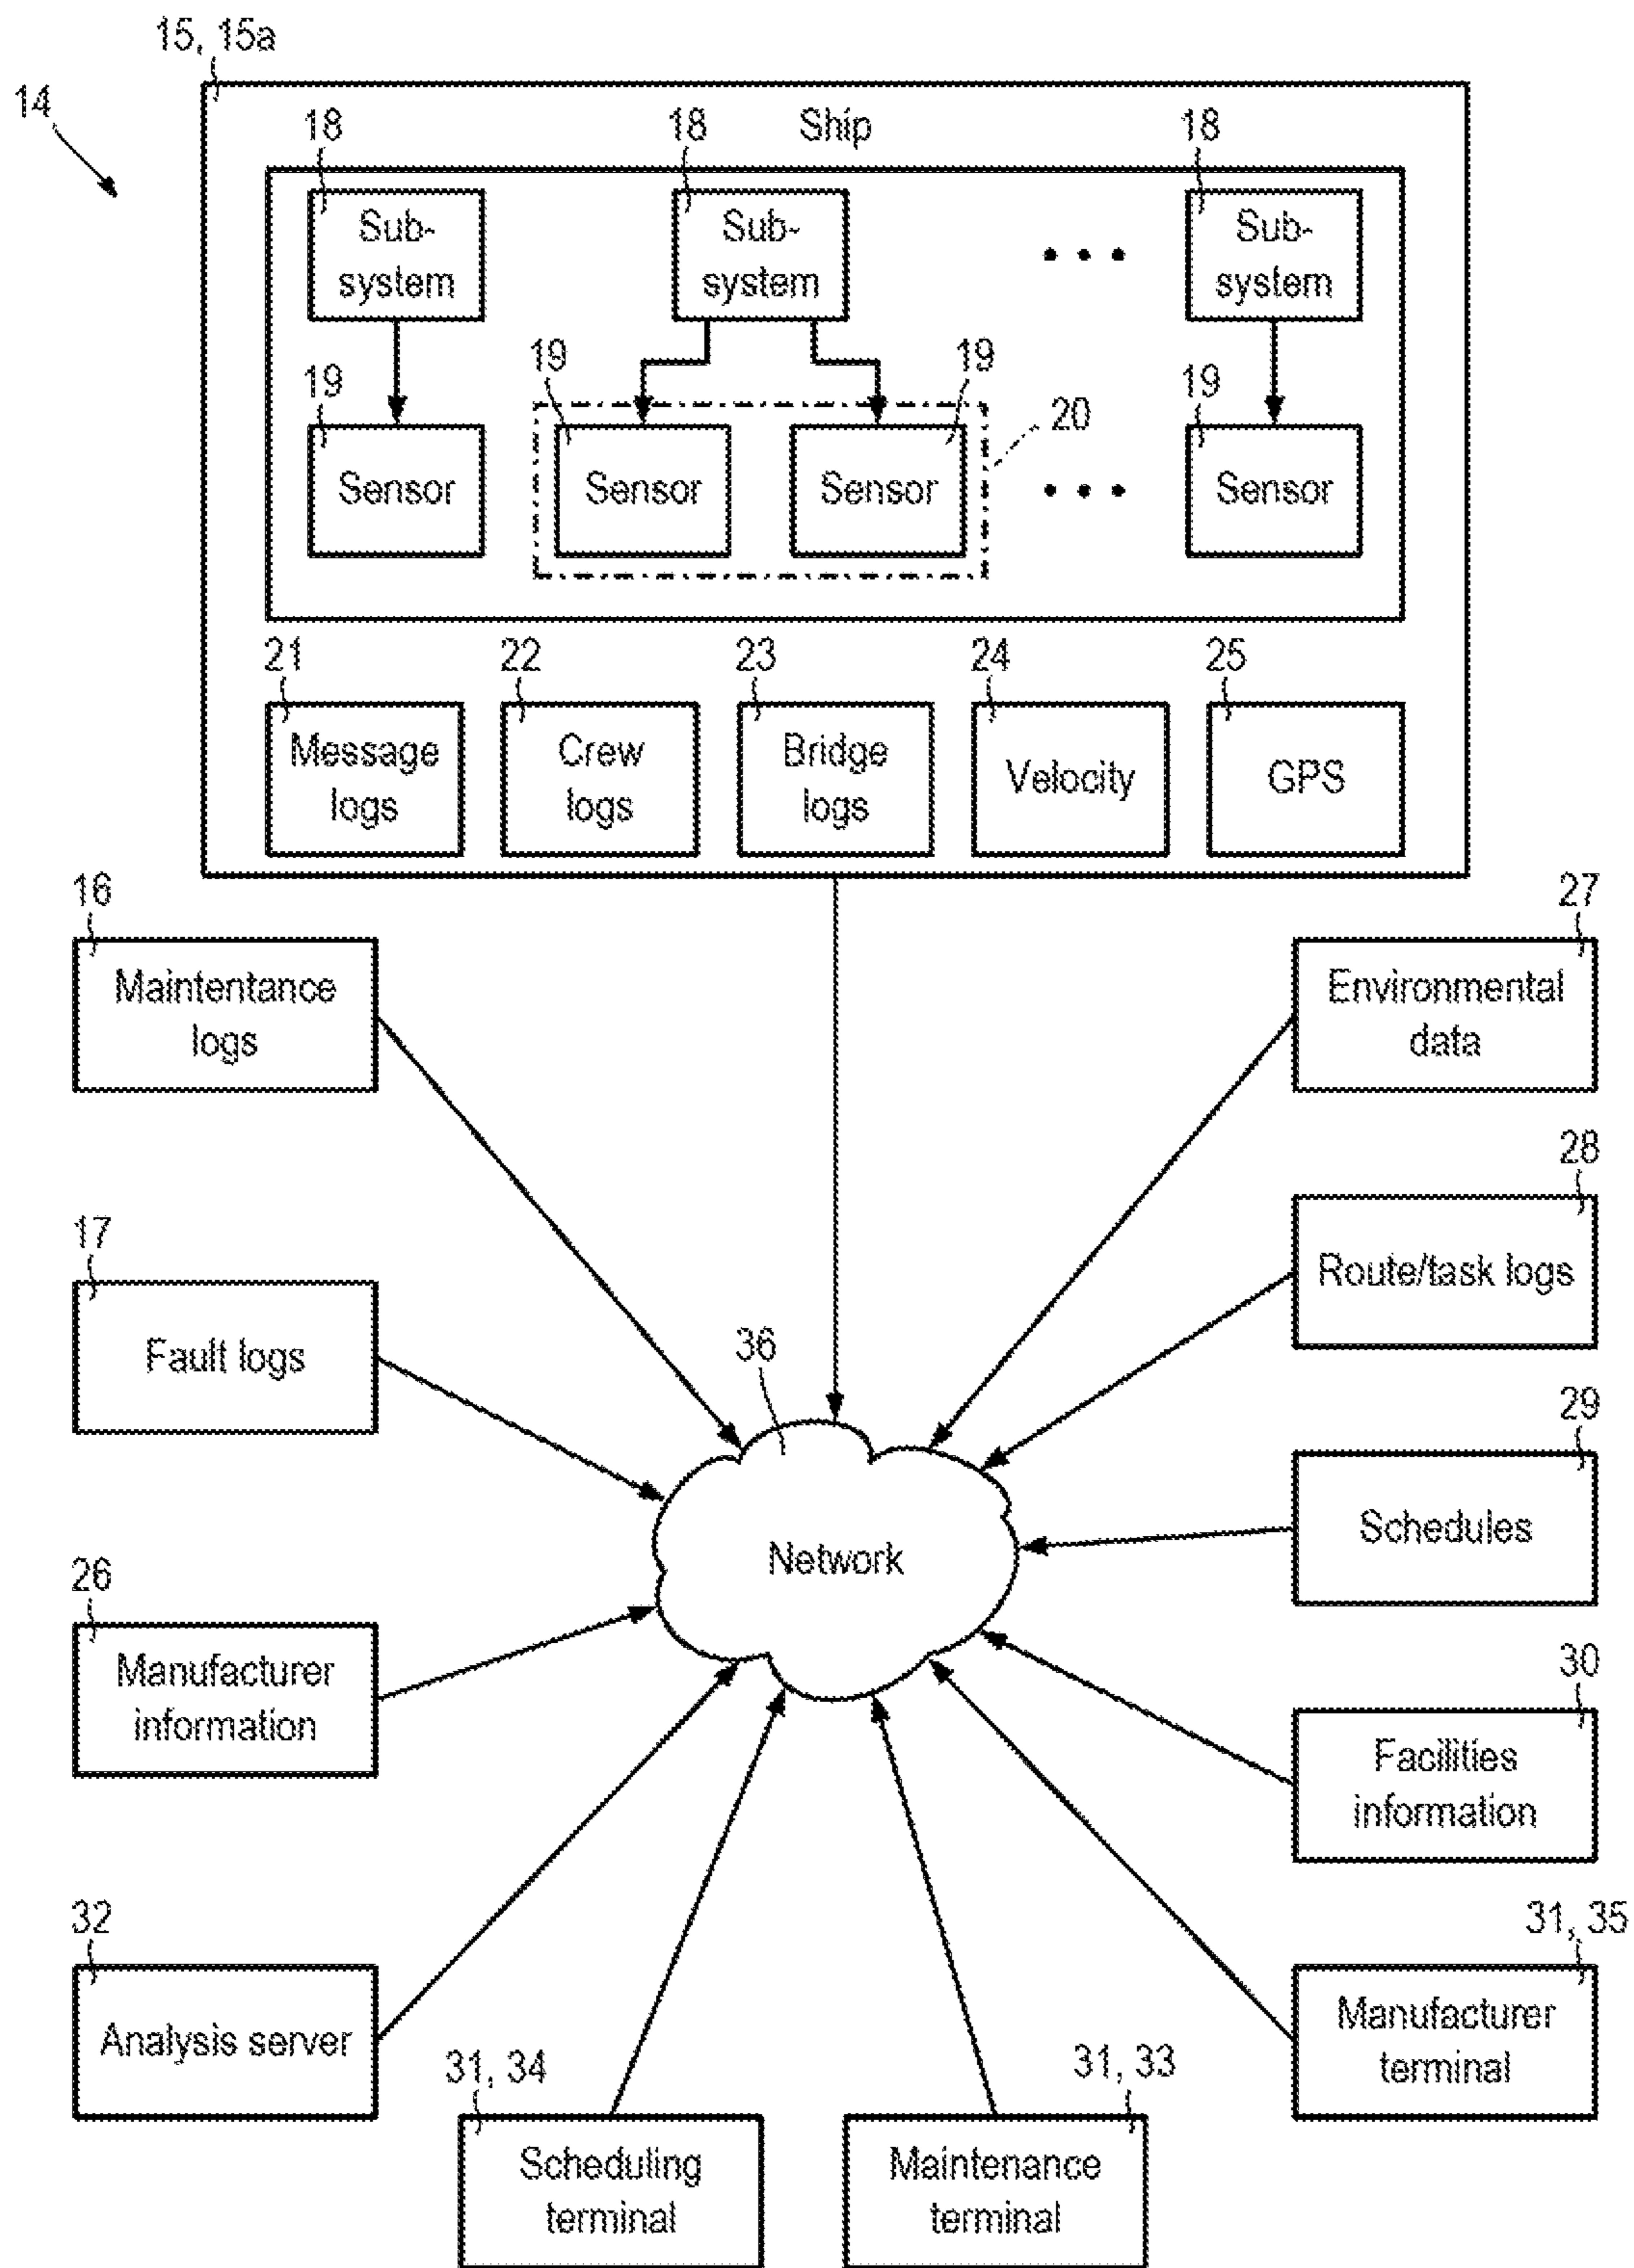 15, 15a
14
Ship
18
18
18
Sub-
system
Sub-
system
Sub-
system
19
19
19
20
19
Sensor
Sensor
Sensor
Sensor
21
22
23
24
25
Message
logs
Crew
logs
Bridge
logs
Velocity
GPS
16
Maintentance
logs
27
Environmental
data
28
Route/task logs
17
Fault logs
36
29
Schedules
Network
26
Manufacturer
information
30
Facilities
information
32
Analysis server
31, 35
Manufacturer
terminal
31, 34
Scheduling
terminal
31, 33
Maintenance
terminal